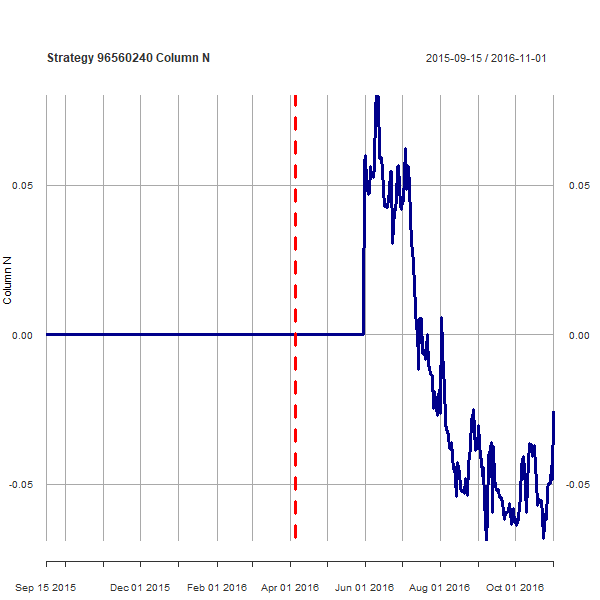 Strategy 96560240 Column N
2015-09-15 / 2016-11-01
0.05
0.05
Column N
0.00
0.00
-0.05
-0.05
Sep 15 2015
Dec 01 2015
Feb 01 2016
Apr 01 2016
Jun 01 2016
Aug 01 2016
Oct 01 2016